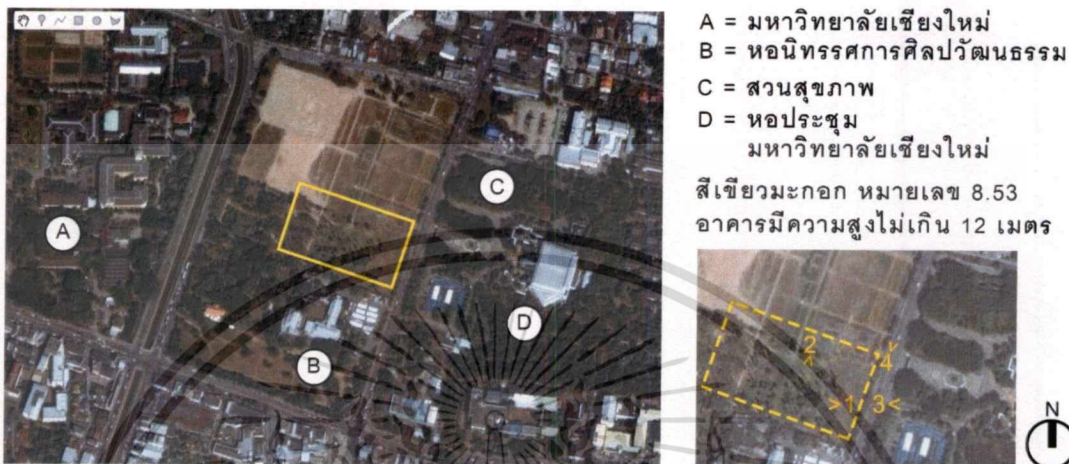 A = มหาวิทยาลัยเชียงใหม่
B = หอนิทรรศการศิลปวัฒนธรรม
C = สวนสุขภาพ
D = หอประชุม
มหาวิทยาลัยเชียงใหม่
สีเขียวมะกอก หมายเลข 8.53
อาคารมีความสูงไม่เกิน 12 เมตร
A
C
D
B
2
^
4
>1 3<
N